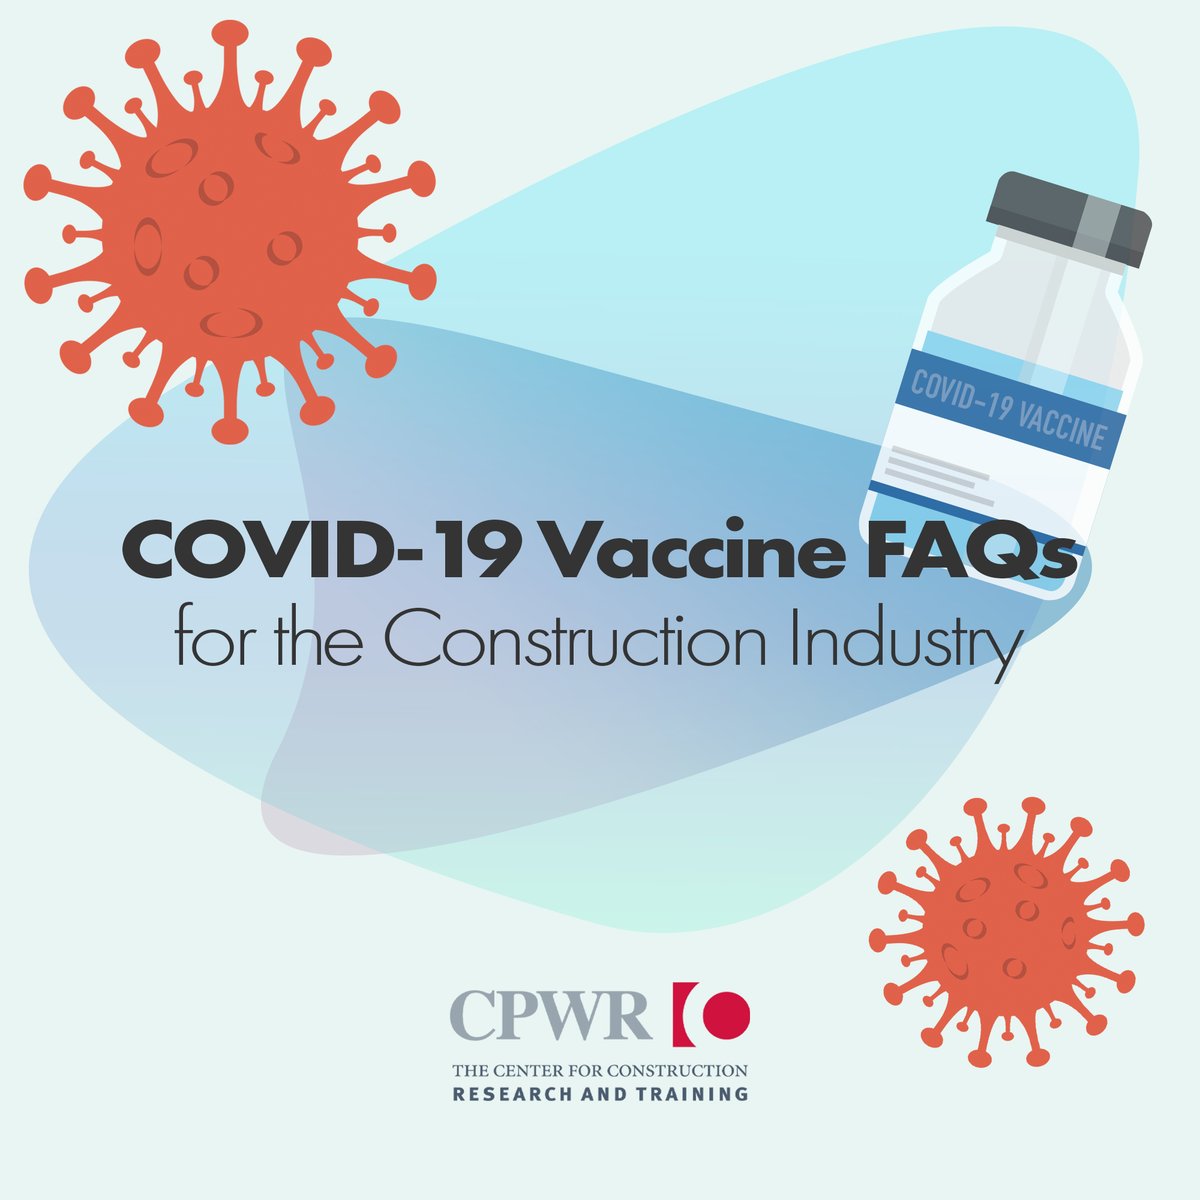 COVID-19 VACCINE
COVID-19 Vaccine FAQs
for the Construction Industry
CPWR
THE CENTER FOR CONSTRUCTION
RESEARCH AND TRAINING